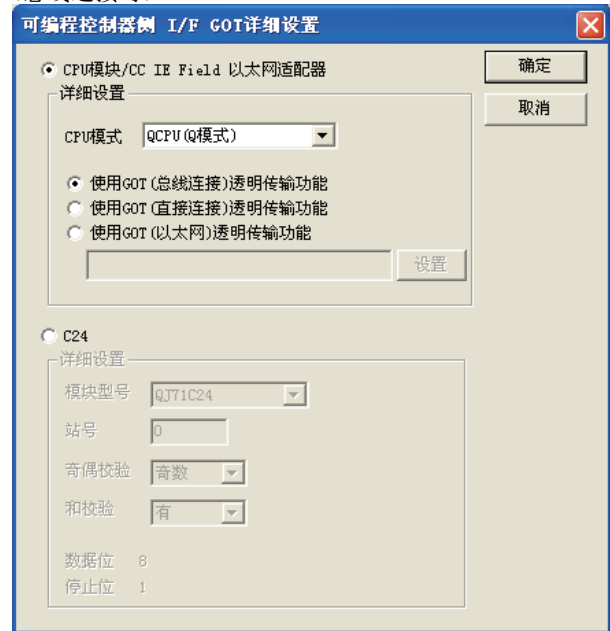 可编程控制器侧 I/F GOT详细设置
CPU模块/CC IE Field 以太网适配器
确定
详细设置
取消
CPU模式 QCPU(Q模式)
使用GOT(总线连接)透明传输功能
使用GOT(直接连接)透明传输功能
使用GOT(以太网)透明传输功能
设置
C24
详细设置
模块型号 QJ71C24
站号 0
奇偶校验 奇数
和校验 有
数据位 8
停止位 1